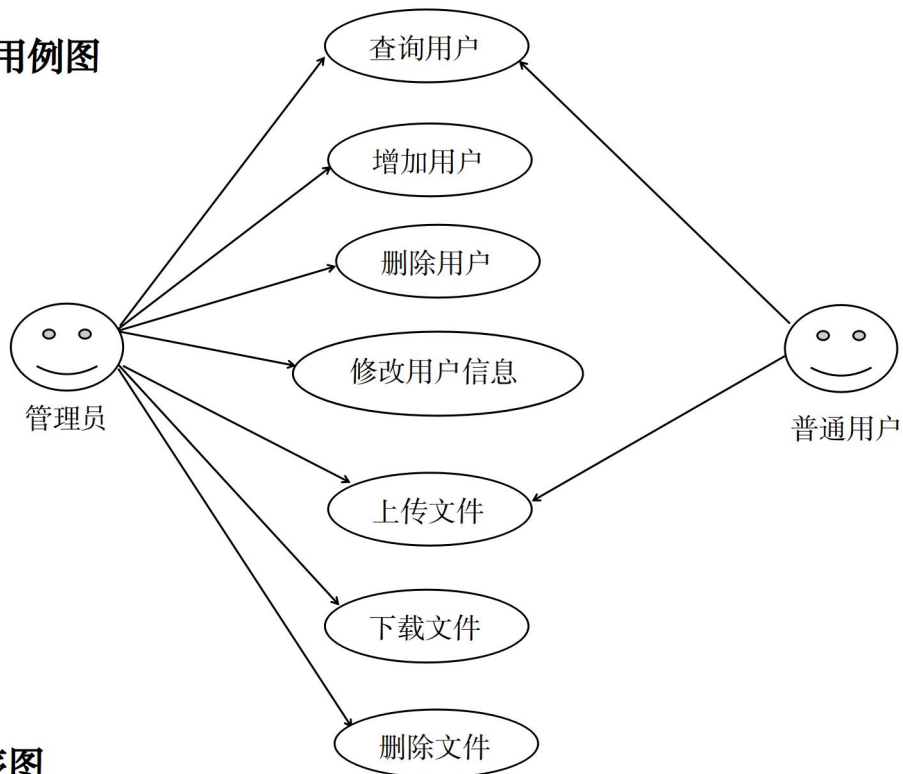 用例图
查询用户
增加用户
删除用户
修改用户信息
管理员
普通用户
上传文件
下载文件
删除文件
图